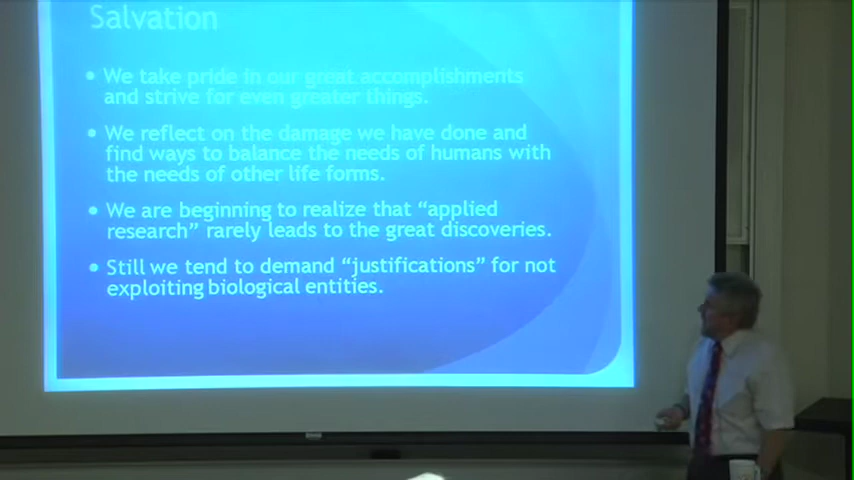 Salvation
• We take pride in our great accomplishments
and strive for even greater things.
• We reflect on the damage we have done and
find ways to balance the needs of humans with
the needs of other life forms.
• We are beginning to realize that “applied
research” rarely leads to the great discoveries.
• Still we tend to demand “justifications” for not
exploiting biological entities.